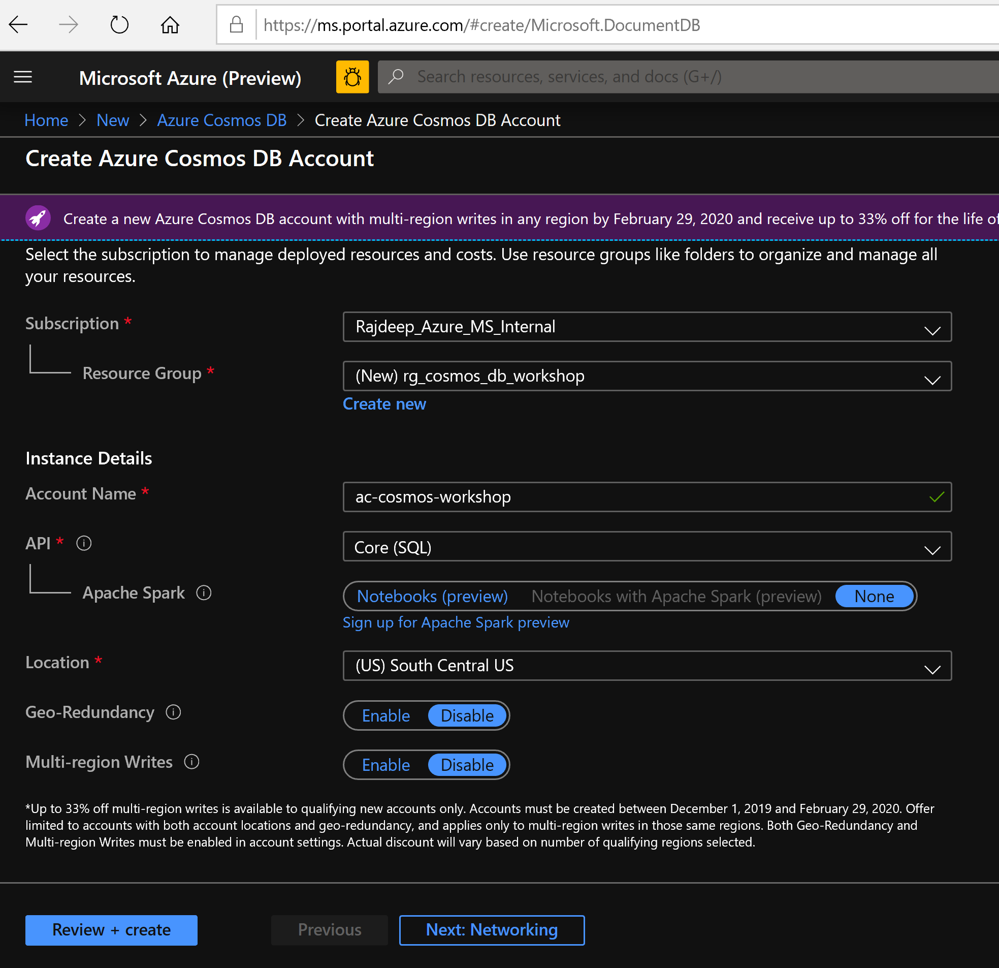 https://ms.portal.azure.com/#create/Microsoft.DocumentDB
Microsoft Azure (Preview)
Search resources, services, and docs (G+/)
Home > New > Azure Cosmos DB > Create Azure Cosmos DB Account
Create Azure Cosmos DB Account
Create a new Azure Cosmos DB account with multi-region writes in any region by February 29, 2020 and receive up to 33% off for the life of
Select the subscription to manage deployed resources and costs. Use resource groups like folders to organize and manage all
your resources.
Subscription *
Rajdeep_Azure_MS_Internal
Resource Group *
(New) rg_cosmos_db_workshop
Create new
Instance Details
Account Name *
ac-cosmos-workshop
API *
Core (SQL)
Apache Spark
Notebooks (preview) Notebooks with Apache Spark (preview) None
Sign up for Apache Spark preview
Location *
(US) South Central US
Geo-Redundancy
Enable Disable
Multi-region Writes
Enable Disable
*Up to 33% off multi-region writes is available to qualifying new accounts only. Accounts must be created between December 1, 2019 and February 29, 2020. Offer
limited to accounts with both account locations and geo-redundancy, and applies only to multi-region writes in those same regions. Both Geo-Redundancy and
Multi-region Writes must be enabled in account settings. Actual discount will vary based on number of qualifying regions selected.
Review + create
Previous
Next: Networking